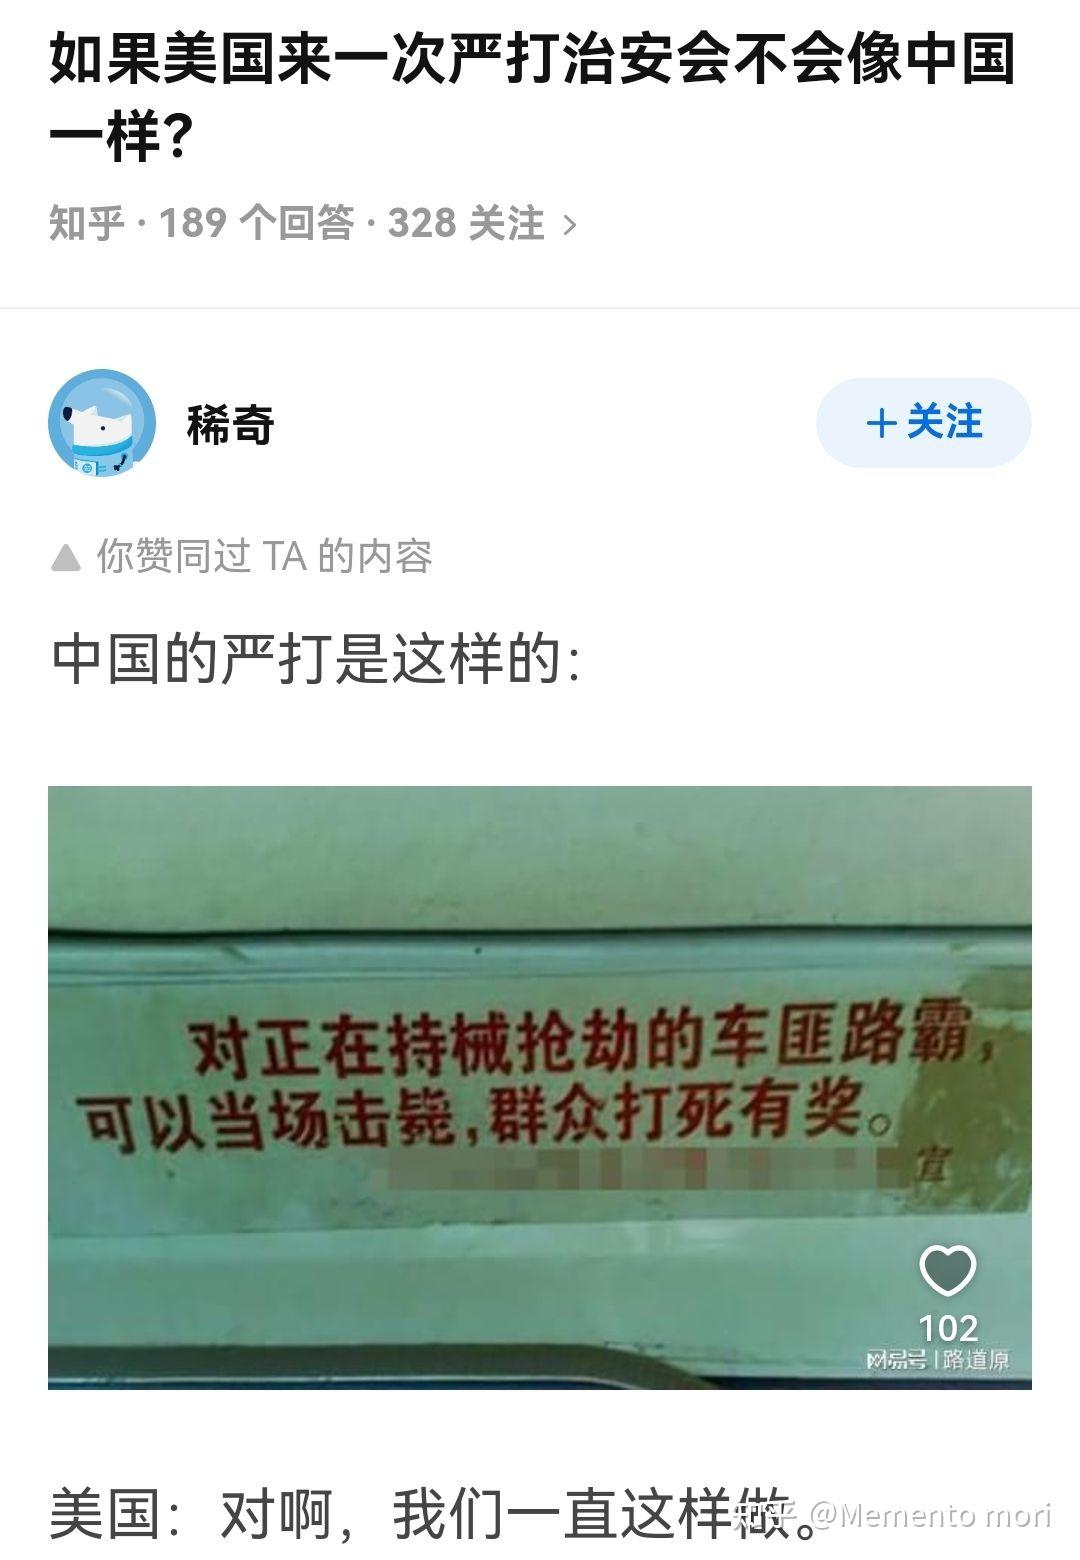 如果美国来一次严打治安会不会像中国
一样？
知乎 · 189 个回答 · 328 关注 >
稀奇
+关注
你赞同过 TA 的内容
中国的严打是这样的：
对正在持械抢劫的车匪路霸，
可以当场击毙，群众打死有奖。
宣
102
网易号 | 路道原
美国：对啊，我们一直这样做。
知乎 @Memento mori